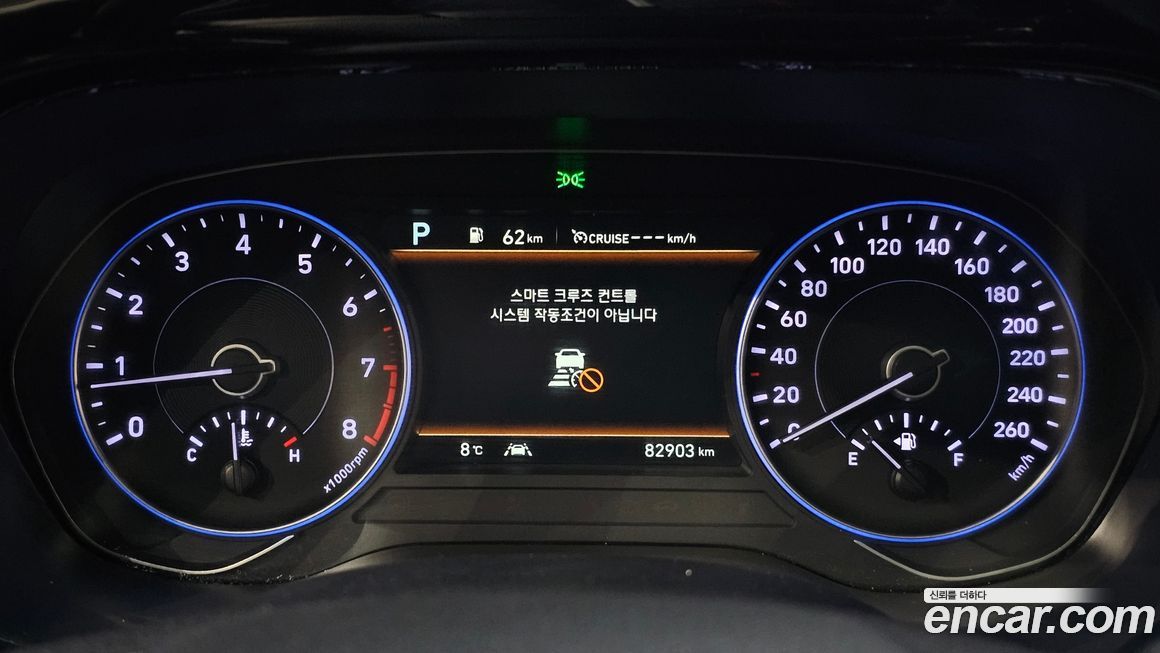 P 62 km CRUISE --- km/h
스마트 크루즈 컨트롤
시스템 작동조건이 아닙니다
8℃ 82903 km
0 1 2 3 4 5 6 7 8
x1000rpm
C H
0 20 40 60 80 100 120 140 160 180 200 220 240 260
km/h
E F
신뢰를 더하다
encar.com